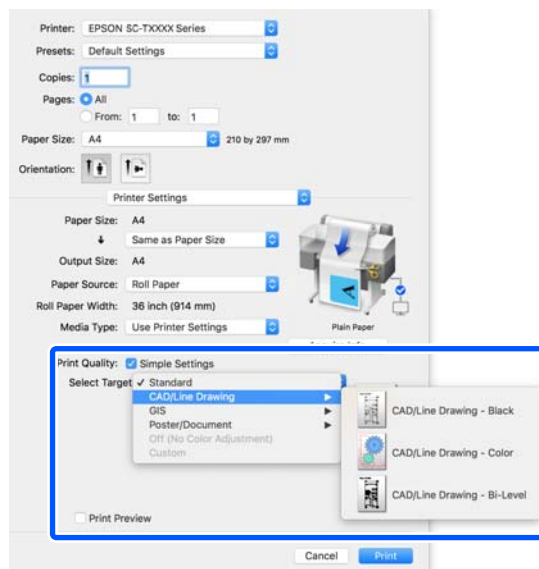 Printer: EPSON SC-TXXXX Series
Presets: Default Settings
Copies: 1
Pages: All
From: 1 to: 1
Paper Size: A4 210 by 297 mm
Orientation:
Printer Settings
Paper Size: A4
Same as Paper Size
Output Size: A4
Paper Source: Roll Paper
Roll Paper Width: 36 inch (914 mm)
Media Type: Use Printer Settings
Plain Paper
Print Quality: Simple Settings
Select Target ✓ Standard
CAD/Line Drawing
GIS
Poster/Document
Off (No Color Adjustment)
Custom
CAD/Line Drawing - Black
CAD/Line Drawing - Color
CAD/Line Drawing - Bi-Level
Print Preview
Cancel Print